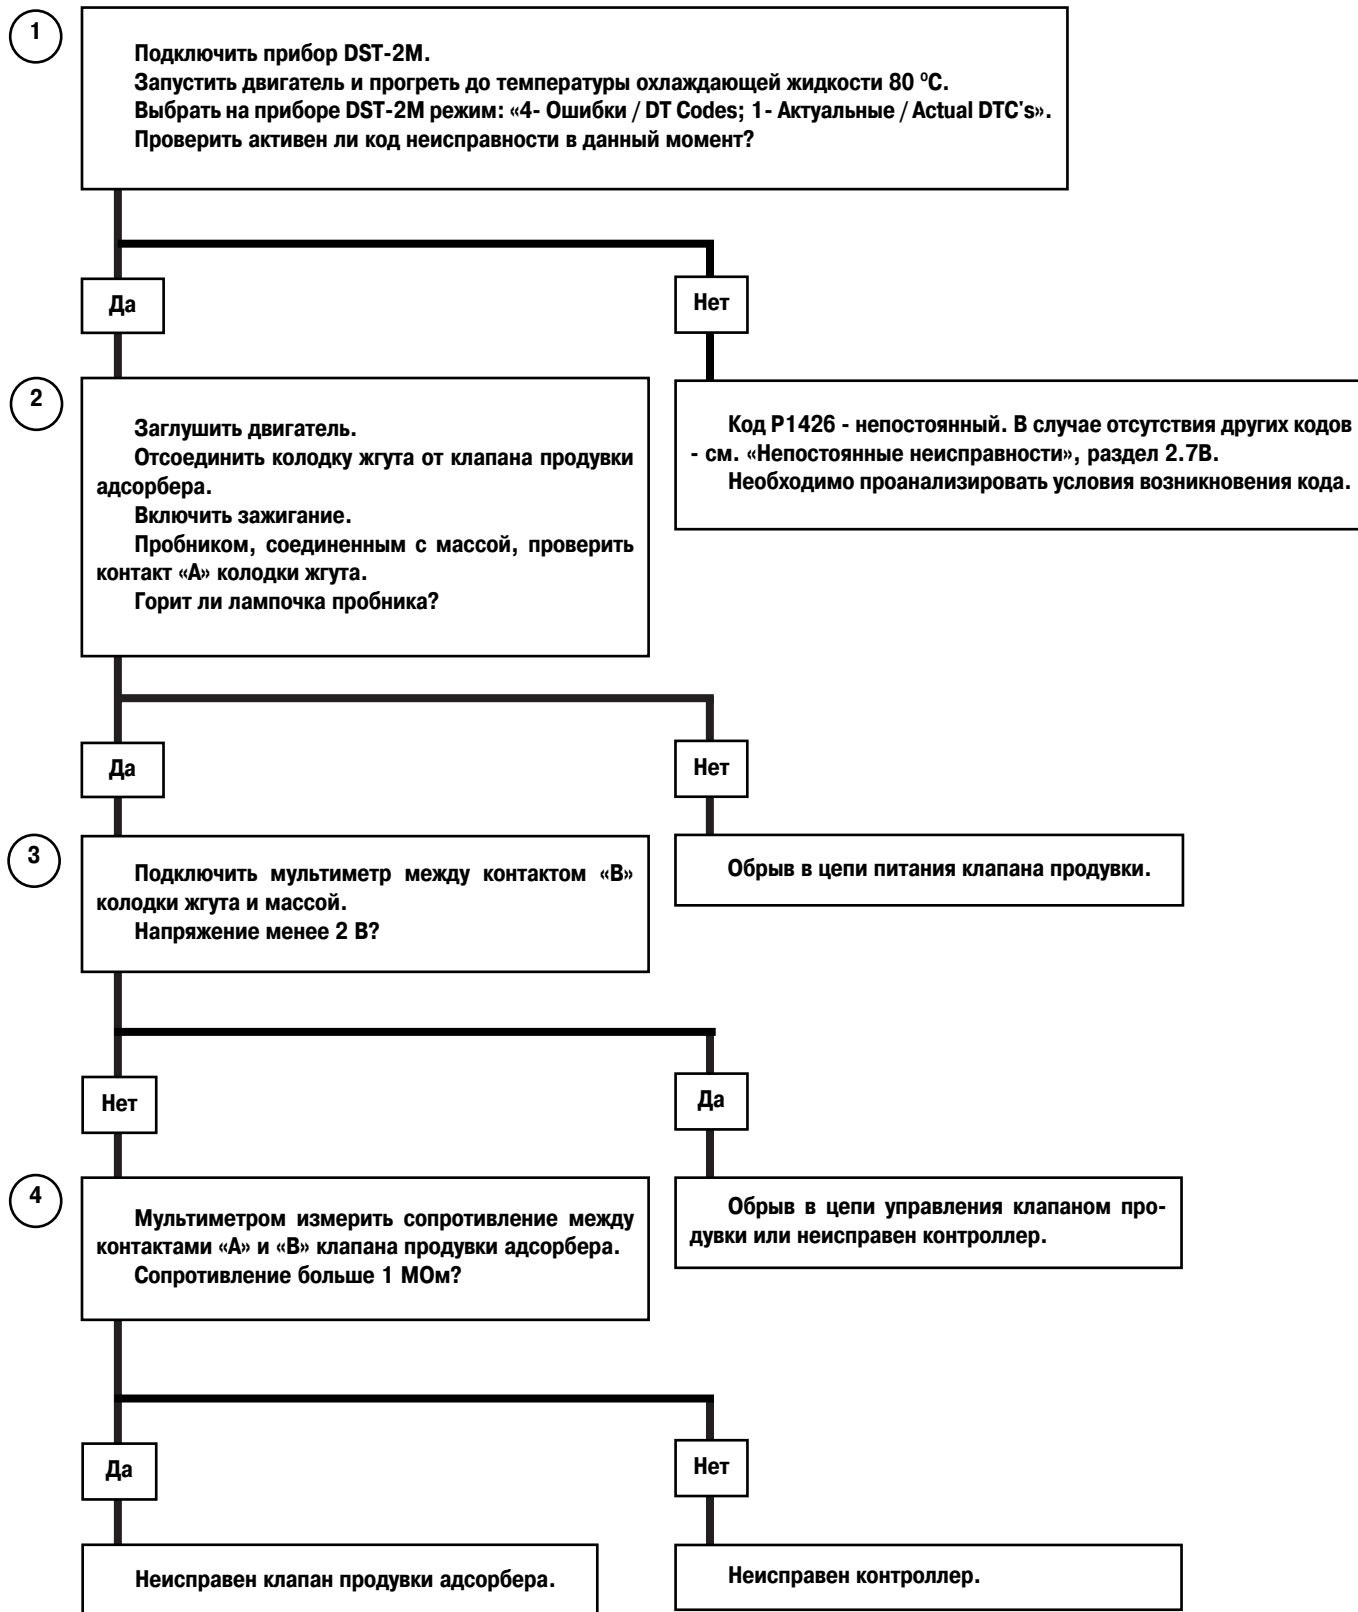 1
Подключить прибор DST-2M.
Запустить двигатель и прогреть до температуры охлаждающей жидкости 80 °С.
Выбрать на приборе DST-2M режим: «4- Ошибки / DT Codes; 1- Актуальные / Actual DTC's».
Проверить активен ли код неисправности в данный момент?
Да
Нет
2
Заглушить двигатель.
Отсоединить колодку жгута от клапана продувки
адсорбера.
Включить зажигание.
Пробником, соединенным с массой, проверить
контакт «А» колодки жгута.
Горит ли лампочка пробника?
Код Р1426 - непостоянный. В случае отсутствия других кодов
- см. «Непостоянные неисправности», раздел 2.7В.
Необходимо проанализировать условия возникновения кода.
Да
Нет
3
Подключить мультиметр между контактом «В»
колодки жгута и массой.
Напряжение менее 2 В?
Обрыв в цепи питания клапана продувки.
Нет
Да
4
Мультиметром измерить сопротивление между
контактами «А» и «В» клапана продувки адсорбера.
Сопротивление больше 1 МОм?
Обрыв в цепи управления клапаном про-
дувки или неисправен контроллер.
Да
Нет
Неисправен клапан продувки адсорбера.
Неисправен контроллер.